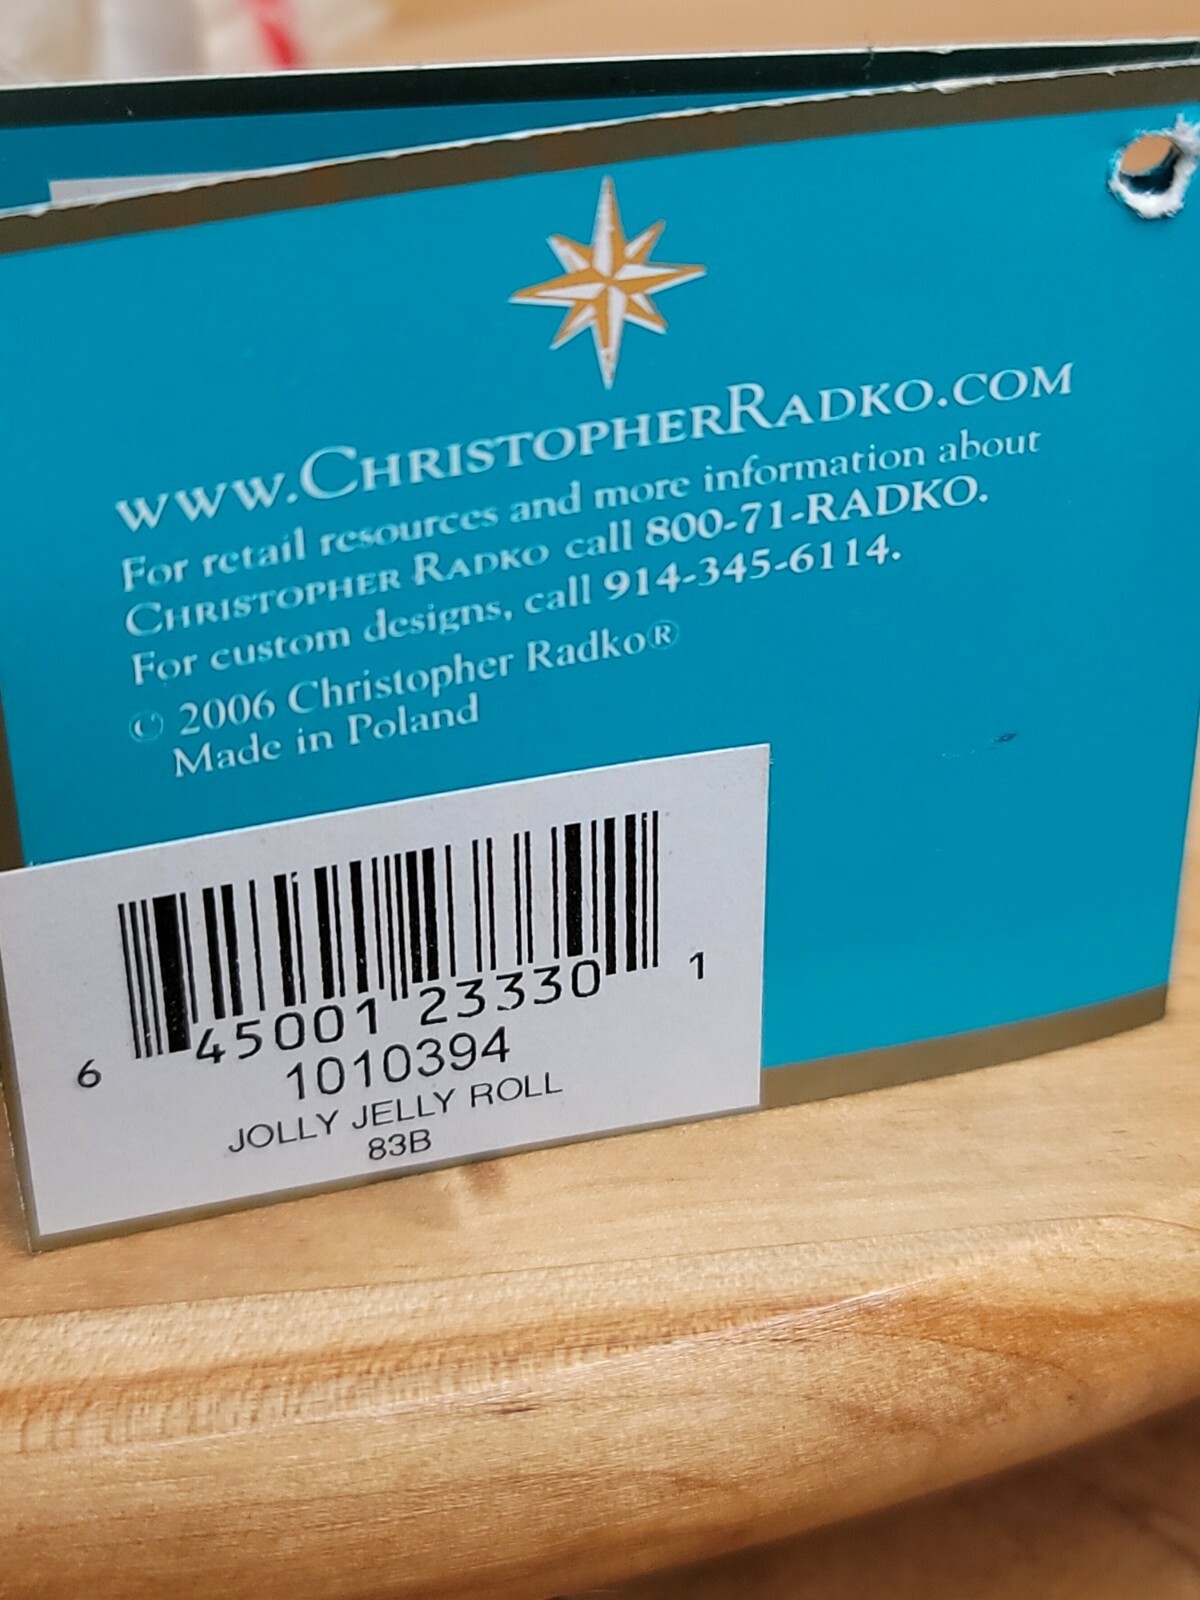 www.ChristopherRadko.com
For retail resources and more information about
Christopher Radko call 800-71-RADKO.
For custom designs, call 914-345-6114.
© 2006 Christopher Radko®
Made in Poland
6 45001 23330 1
1010394
JOLLY JELLY ROLL
83B